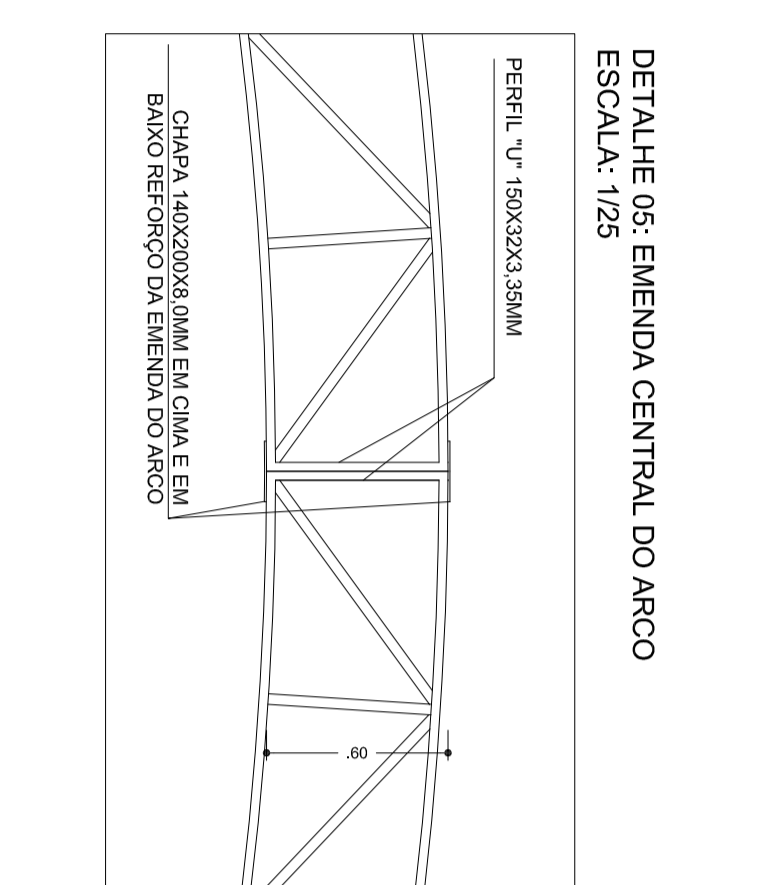 DETALHE 05: EMENDA CENTRAL DO ARCO
ESCALA: 1/25
PERFIL "U" 150X32X3,35MM
CHAPA 140X200X8,0MM EM CIMA E EM
BAIXO REFORÇO DA EMENDA DO ARCO
.60